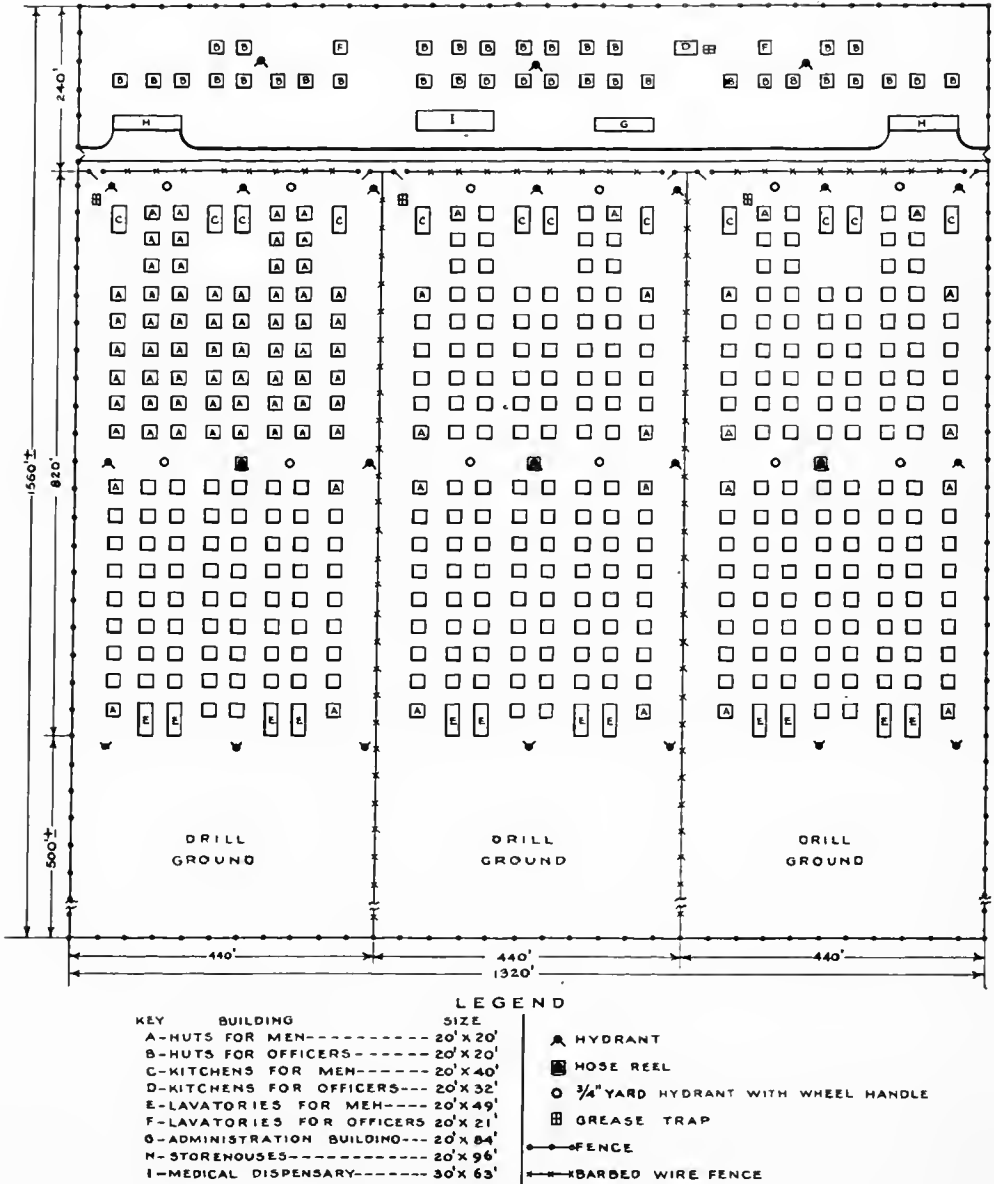 B B F B B B B B B B D F B B
B B B B B B B B B B B B B B B B B B B B B B B B
240'
H I G H
C A A C C A A C C A C C A C C A C C A C
A A A A
A A A A
A A A A A A A A A A A A
A A A A A A A A
A A A A A A A A
A A A A A A A A
A A A A A A A A
A A A A A A A A A A A A
1560'±
820'
A A A A A A
A E E E E A A E E E E A A E E E E A
500'±
DRILL GROUND
DRILL GROUND
DRILL GROUND
440' 440' 440'
1320'
LEGEND
KEY BUILDING SIZE
A-HUTS FOR MEN---------- 20'X20'
B-HUTS FOR OFFICERS------- 20'X20'
C-KITCHENS FOR MEN------- 20'X40'
D-KITCHENS FOR OFFICERS--- 20'X32'
E-LAVATORIES FOR MEN---- 20'X49'
F-LAVATORIES FOR OFFICERS 20'X21'
G-ADMINISTRATION BUILDING--- 20'X84'
H-STOREHOUSES----------- 20'X96'
I-MEDICAL DISPENSARY------- 30'X63'
HYDRANT
HOSE REEL
3/4" YARD HYDRANT WITH WHEEL HANDLE
GREASE TRAP
FENCE
BARBED WIRE FENCE